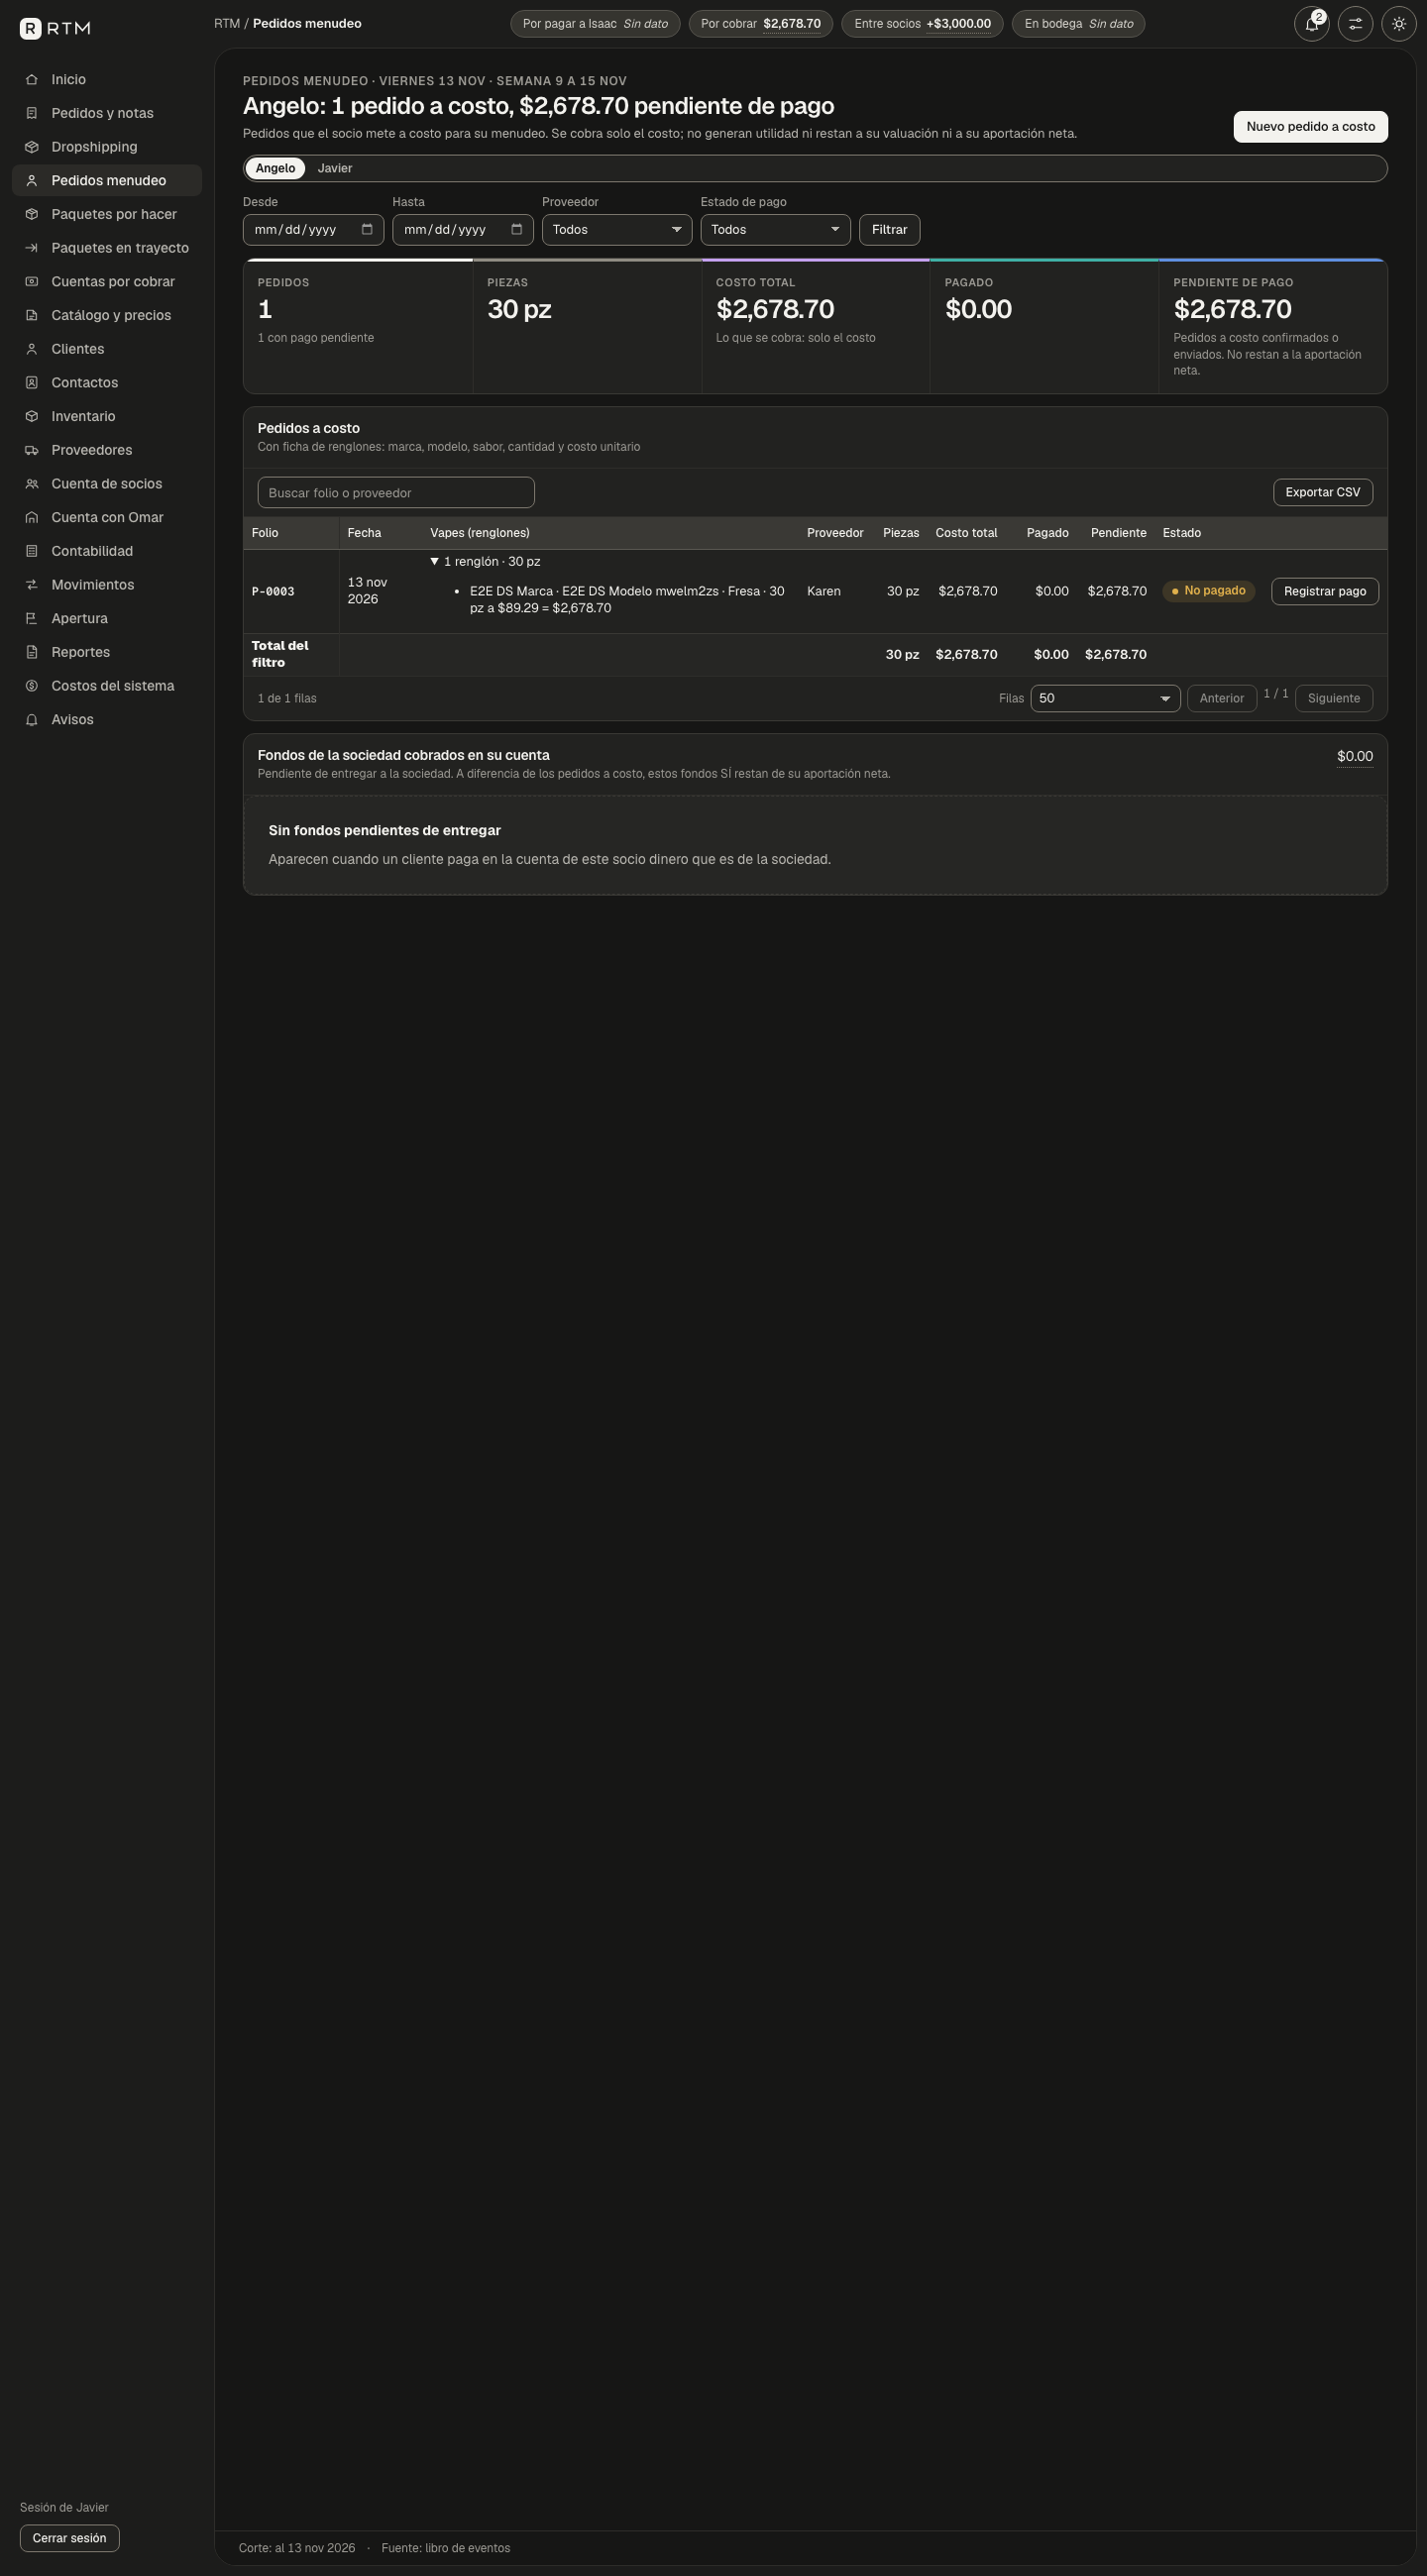 R RTM
Inicio
Pedidos y notas
Dropshipping
Pedidos menudeo
Paquetes por hacer
Paquetes en trayecto
Cuentas por cobrar
Catálogo y precios
Clientes
Contactos
Inventario
Proveedores
Cuenta de socios
Cuenta con Omar
Contabilidad
Movimientos
Apertura
Reportes
Costos del sistema
Avisos
Sesión de Javier
Cerrar sesión
RTM / Pedidos menudeo
Por pagar a Isaac Sin dato
Por cobrar $2,678.70
Entre socios +$3,000.00
En bodega Sin dato
2
PEDIDOS MENUDEO · VIERNES 13 NOV · SEMANA 9 A 15 NOV
Angelo: 1 pedido a costo, $2,678.70 pendiente de pago
Pedidos que el socio mete a costo para su menudeo. Se cobra solo el costo; no generan utilidad ni restan a su valuación ni a su aportación neta.
Nuevo pedido a costo
Angelo Javier
Desde Hasta Proveedor Estado de pago
mm/dd/yyyy mm/dd/yyyy Todos Todos Filtrar
PEDIDOS
1
1 con pago pendiente
PIEZAS
30 pz
COSTO TOTAL
$2,678.70
Lo que se cobra: solo el costo
PAGADO
$0.00
PENDIENTE DE PAGO
$2,678.70
Pedidos a costo confirmados o
enviados. No restan a la aportación
neta.
Pedidos a costo
Con ficha de renglones: marca, modelo, sabor, cantidad y costo unitario
Buscar folio o proveedor
Exportar CSV
Folio Fecha Vapes (renglones) Proveedor Piezas Costo total Pagado Pendiente Estado
P-0003
13 nov
2026
▼ 1 renglón · 30 pz
• E2E DS Marca · E2E DS Modelo mwelm2zs · Fresa · 30
pz a $89.29 = $2,678.70
Karen 30 pz $2,678.70 $0.00 $2,678.70 No pagado Registrar pago
Total del
filtro
30 pz $2,678.70 $0.00 $2,678.70
1 de 1 filas
Filas 50 Anterior 1 / 1 Siguiente
Fondos de la sociedad cobrados en su cuenta
$0.00
Pendiente de entregar a la sociedad. A diferencia de los pedidos a costo, estos fondos SÍ restan de su aportación neta.
Sin fondos pendientes de entregar
Aparecen cuando un cliente paga en la cuenta de este socio dinero que es de la sociedad.
Corte: al 13 nov 2026 · Fuente: libro de eventos